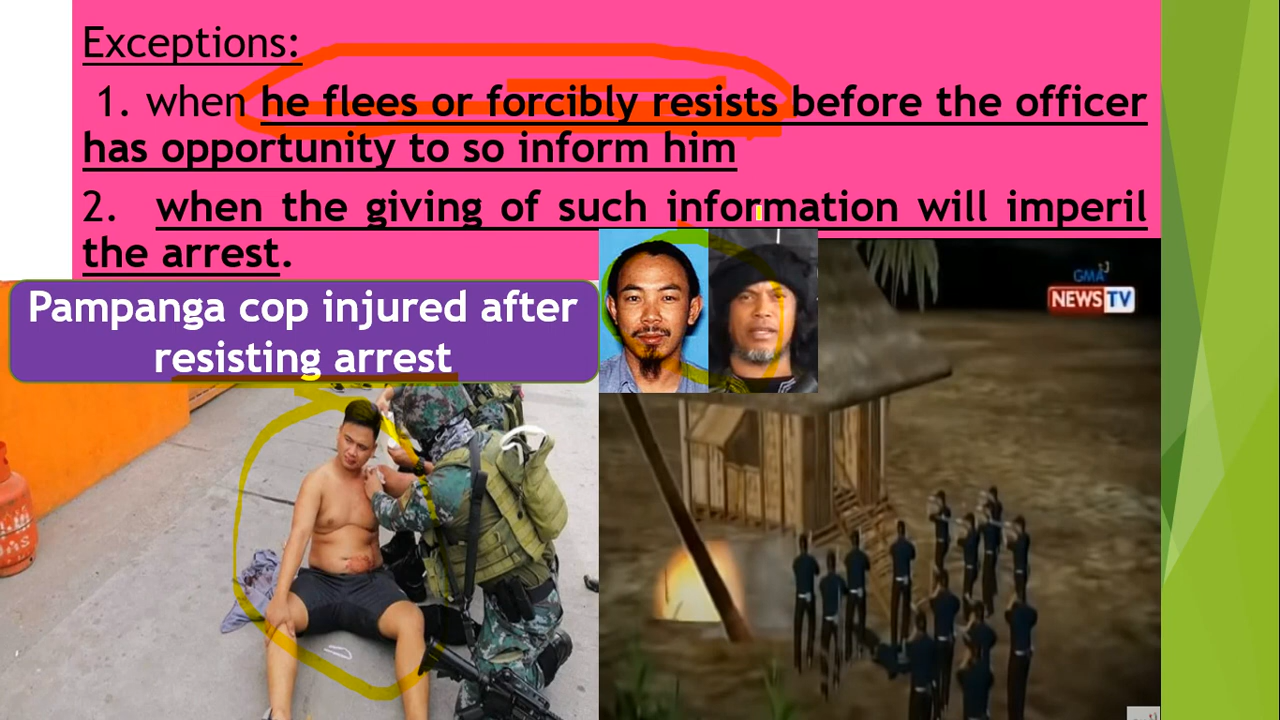 Exceptions:
1. when he flees or forcibly resists before the officer
has opportunity to so inform him
2. when the giving of such information will imperil
the arrest.
Pampanga cop injured after
resisting arrest
GMA
NEWS TV